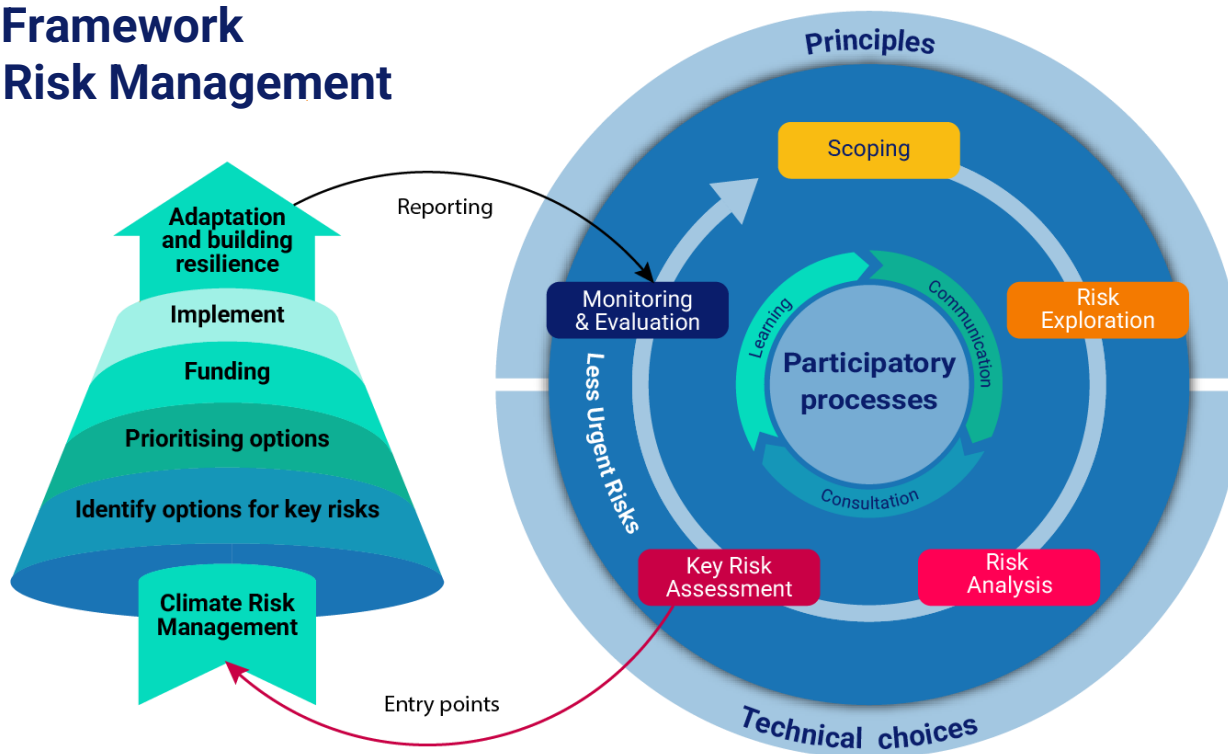 Framework
Risk Management
Adaptation
and building
resilience
Implement
Funding
Prioritising options
Identify options for key risks
Climate Risk
Management
Reporting
Entry points
Principles
Scoping
Risk
Exploration
Risk
Analysis
Key Risk
Assessment
Less Urgent Risks
Monitoring
& Evaluation
Learning
Communication
Consultation
Participatory
processes
Technical choices